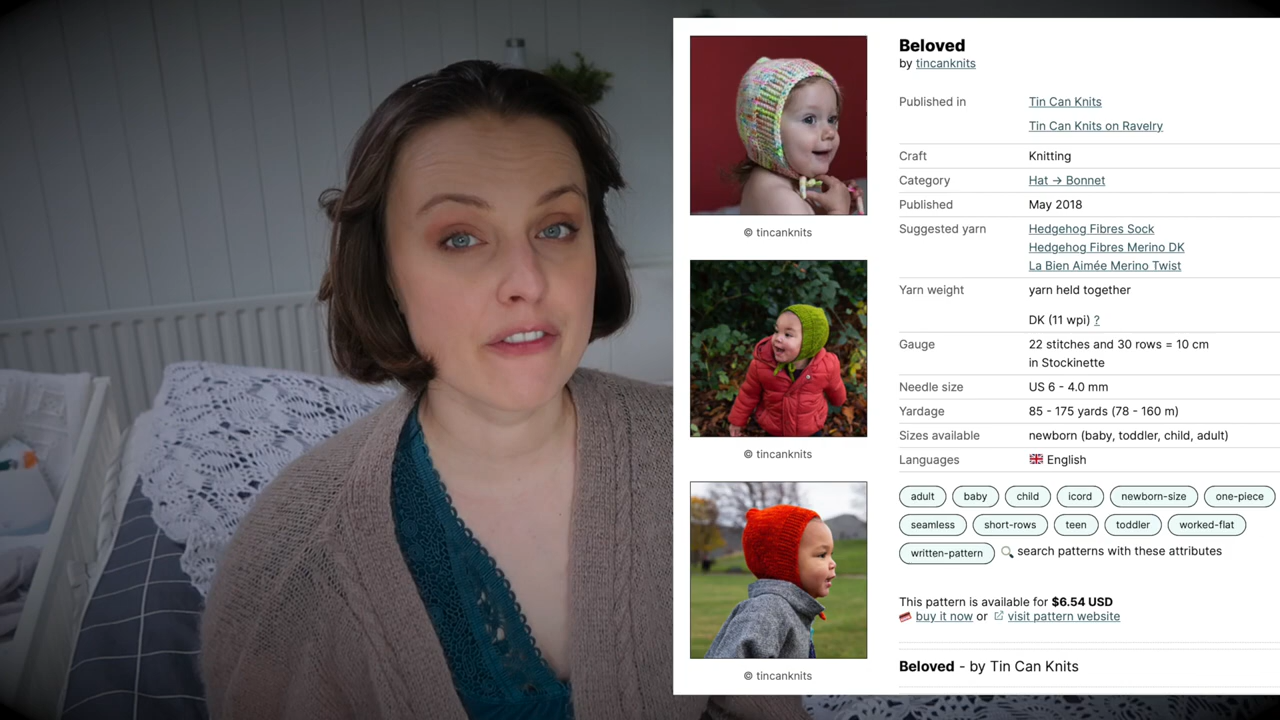 Beloved
by tincanknits
Published in Tin Can Knits
Tin Can Knits on Ravelry
Craft Knitting
Category Hat → Bonnet
Published May 2018
Suggested yarn Hedgehog Fibres Sock
Hedgehog Fibres Merino DK
La Bien Aimée Merino Twist
Yarn weight yarn held together
DK (11 wpi) ?
Gauge 22 stitches and 30 rows = 10 cm
in Stockinette
Needle size US 6 - 4.0 mm
Yardage 85 - 175 yards (78 - 160 m)
Sizes available newborn (baby, toddler, child, adult)
Languages English
adult baby child icord newborn-size one-piece
seamless short-rows teen toddler worked-flat
written-pattern search patterns with these attributes
This pattern is available for $6.54 USD
buy it now or visit pattern website
Beloved - by Tin Can Knits
© tincanknits
© tincanknits
© tincanknits